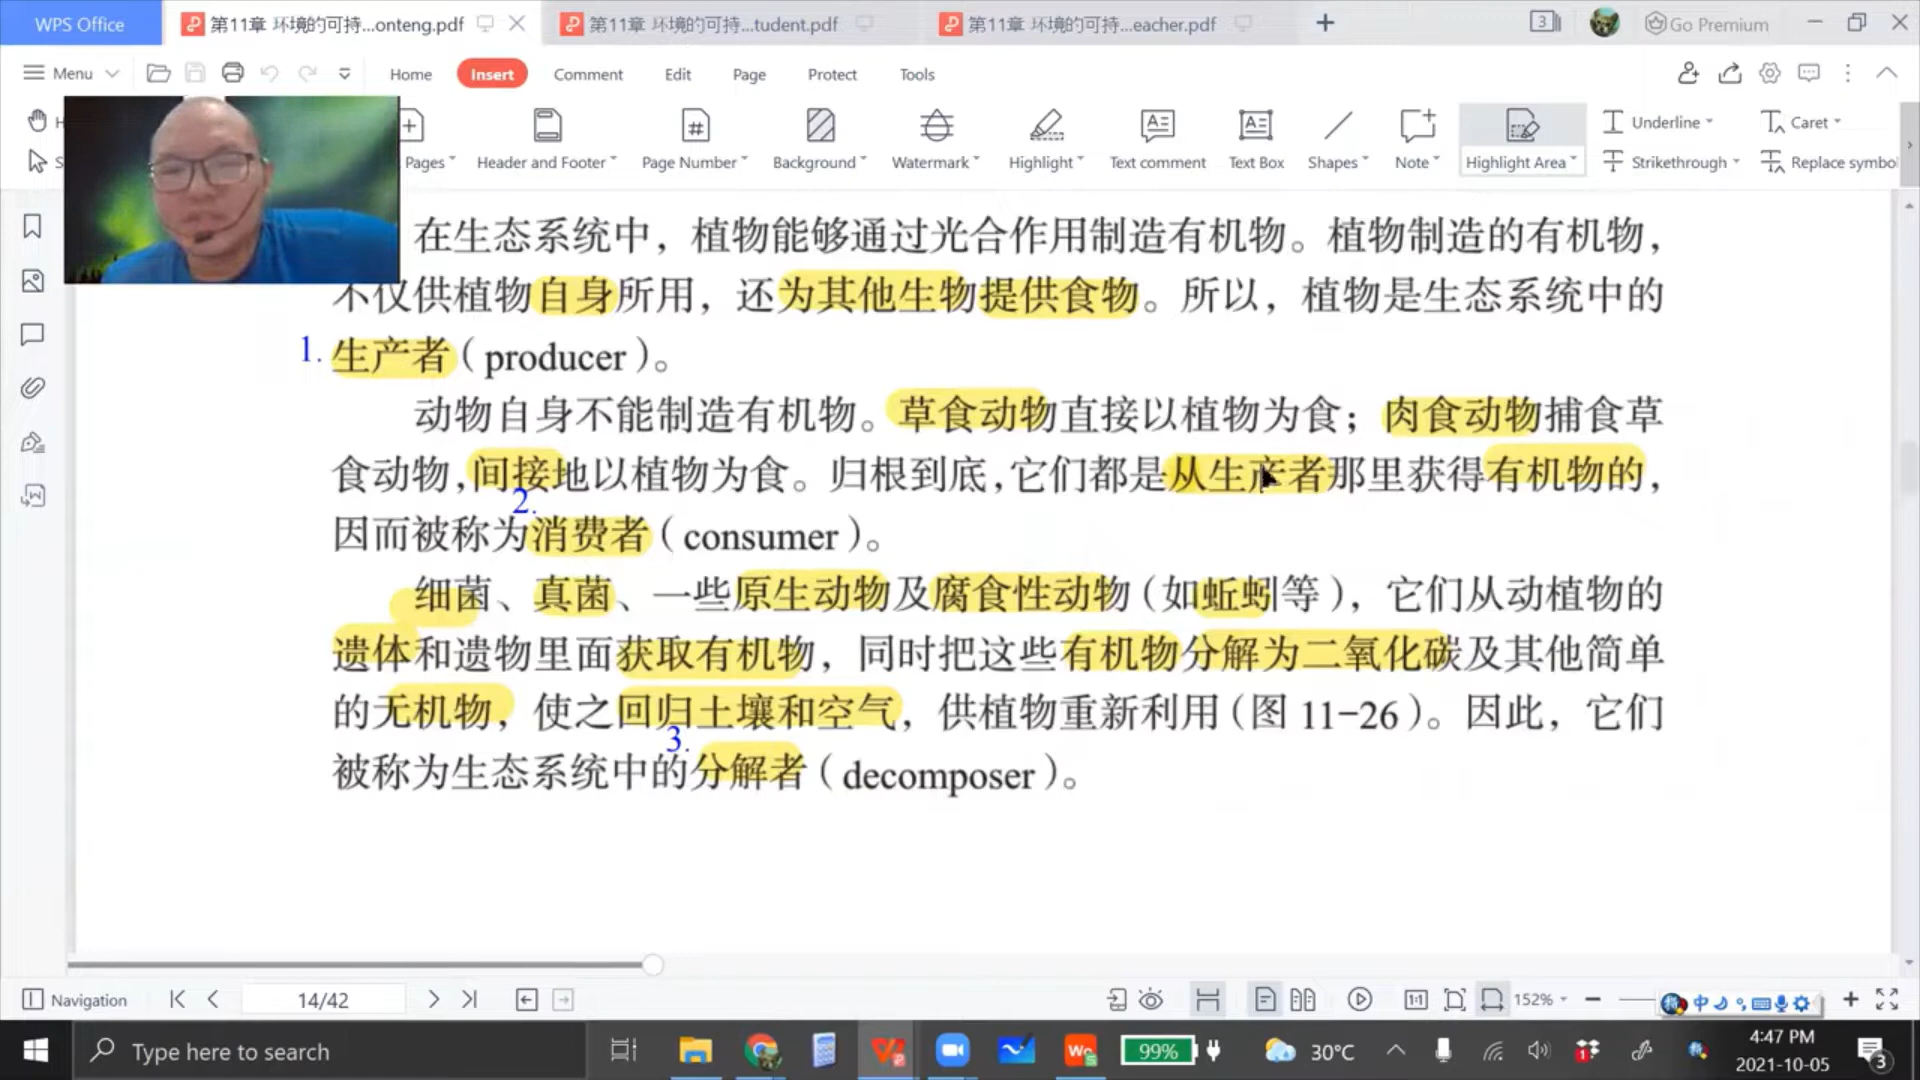 WPS Office
第11章 环境的可持...onteng.pdf
第11章 环境的可持...tudent.pdf
第11章 环境的可持...eacher.pdf
3
Go Premium
Menu
Home
Insert
Comment
Edit
Page
Protect
Tools
Pages
Header and Footer
Page Number
Background
Watermark
Highlight
Text comment
Text Box
Shapes
Note
Highlight Area
Underline
Strikethrough
Caret
Replace symbo
在生态系统中，植物能够通过光合作用制造有机物。植物制造的有机物，
不仅供植物自身所用，还为其他生物提供食物。所以，植物是生态系统中的
1. 生产者（producer）。
动物自身不能制造有机物。草食动物直接以植物为食；肉食动物捕食草
食动物，间接地以植物为食。归根到底，它们都是从生产者那里获得有机物的，
2.
因而被称为消费者（consumer）。
细菌、真菌、一些原生动物及腐食性动物（如蚯蚓等），它们从动植物的
遗体和遗物里面获取有机物，同时把这些有机物分解为二氧化碳及其他简单
的无机物，使之回归土壤和空气，供植物重新利用（图 11-26）。因此，它们
3.
被称为生态系统中的分解者（decomposer）。
Navigation
14/42
152%
中
Type here to search
99%
30°C
4:47 PM
2021-10-05
3